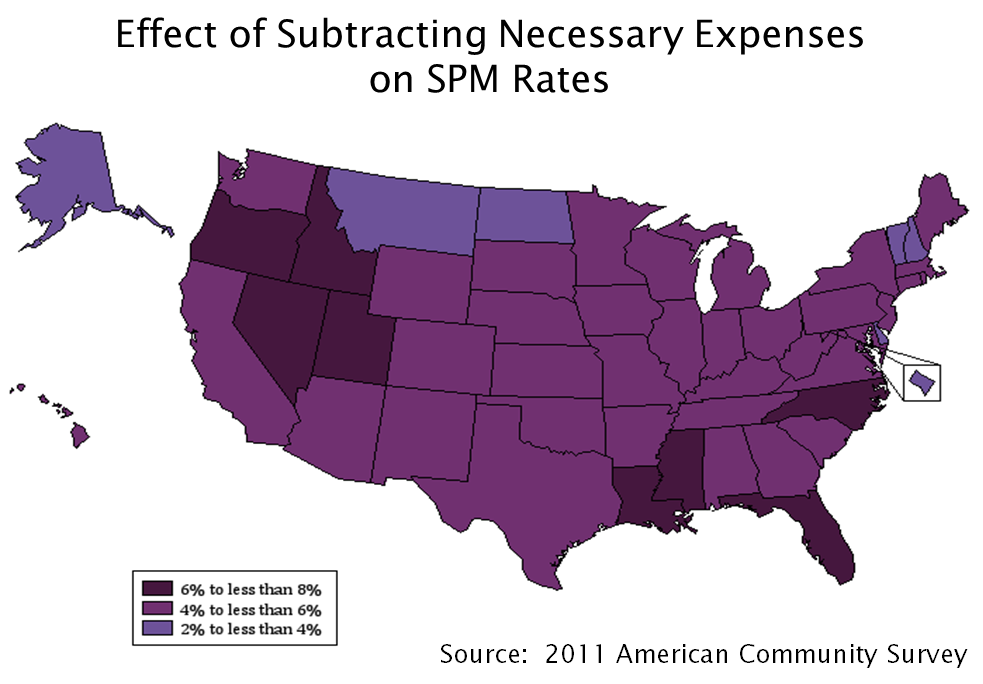 Effect of Subtracting Necessary Expenses
on SPM Rates
6% to less than 8%
4% to less than 6%
2% to less than 4%
Source:  2011 American Community Survey